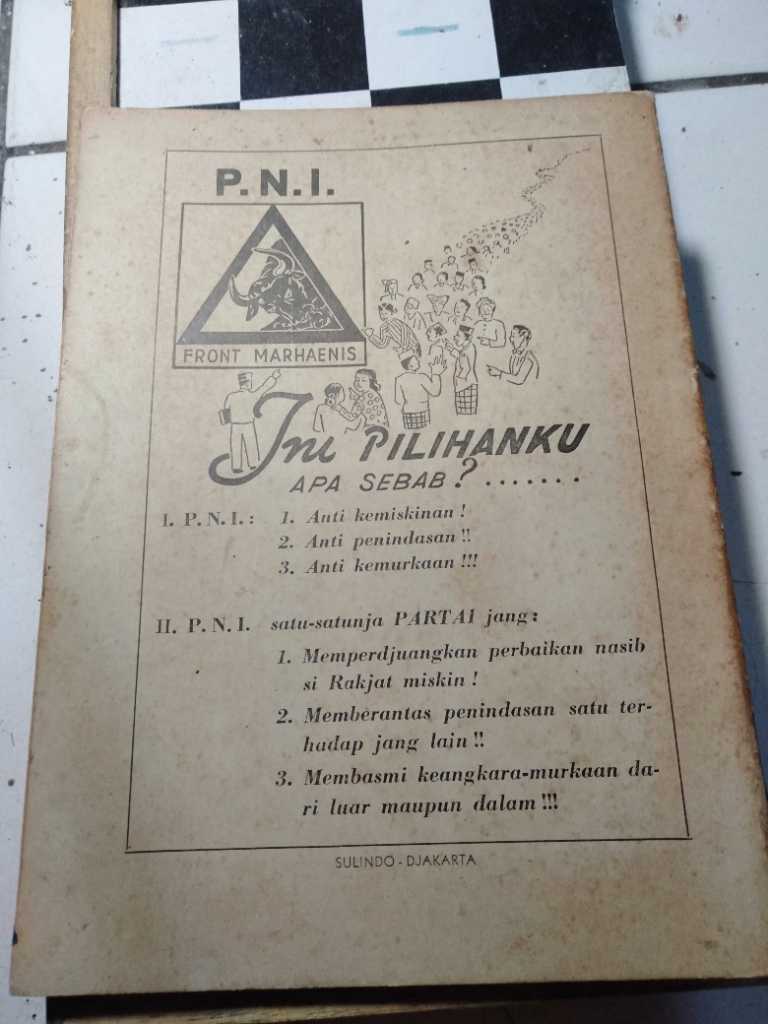 P.N.I.
FRONT MARHAENIS
Ini PILIHANKU
APA SEBAB? .......
I. P.N.I.: 1. Anti kemiskinan!
2. Anti penindasan!!
3. Anti kemurkaan!!!
II. P.N.I. satu-satunja PARTAI jang:
1. Memperdjuangkan perbaikan nasib
si Rakjat miskin!
2. Memberantas penindasan satu ter-
hadap jang lain!!
3. Membasmi keangkara-murkaan da-
ri luar maupun dalam!!!
SULINDO - DJAKARTA